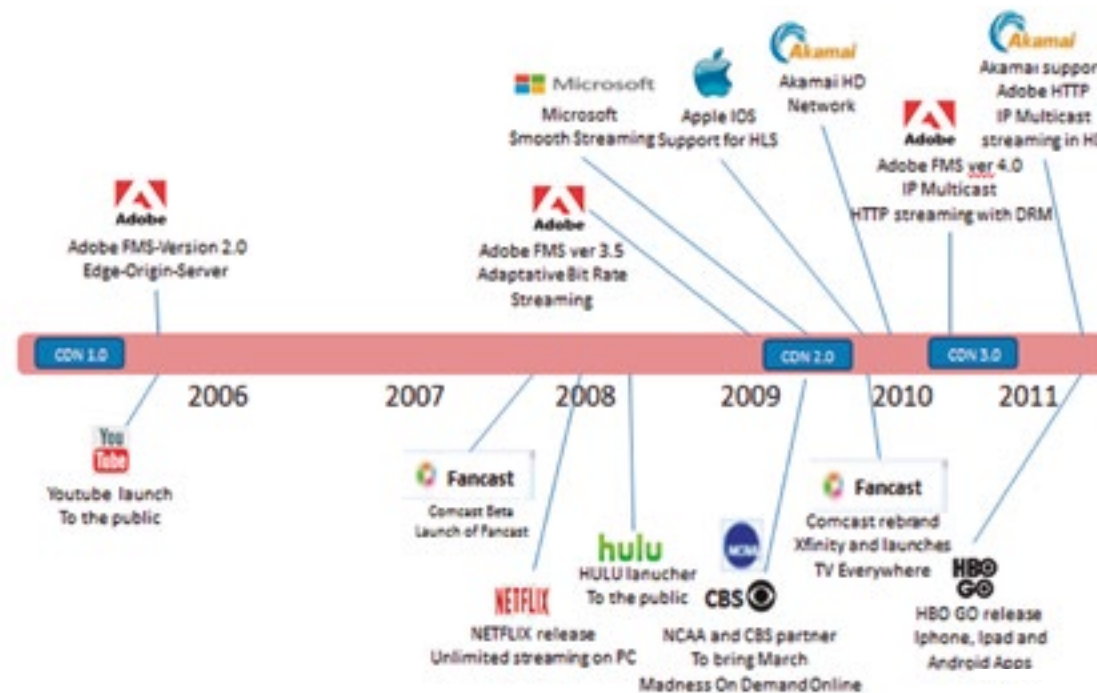 Akamai
Akamai HD
Network
Akamai
Akamai support
Adobe HTTP
IP Multicast
streaming in HD
Microsoft
Microsoft
Smooth Streaming
Apple IOS
Support for HLS
Adobe
Adobe FMS ver 4.0
IP Multicast
HTTP streaming with DRM
Adobe
Adobe FMS-Version 2.0
Edge-Origin-Server
Adobe
Adobe FMS ver 3.5
Adaptative Bit Rate
Streaming
CDN 1.0
CDN 2.0
CDN 3.0
2006
2007
2008
2009
2010
2011
You
Tube
Youtube launch
To the public
Fancast
Comcast Beta
Launch of Fancast
NETFLIX
NETFLIX release
Unlimited streaming on PC
hulu
HULU lanucher
To the public
NCAA
CBS
NCAA and CBS partner
To bring March
Madness On Demand Online
Fancast
Comcast rebrand
Xfinity and launches
TV Everywhere
HBO
GO
HBO GO release
Iphone, Ipad and
Android Apps